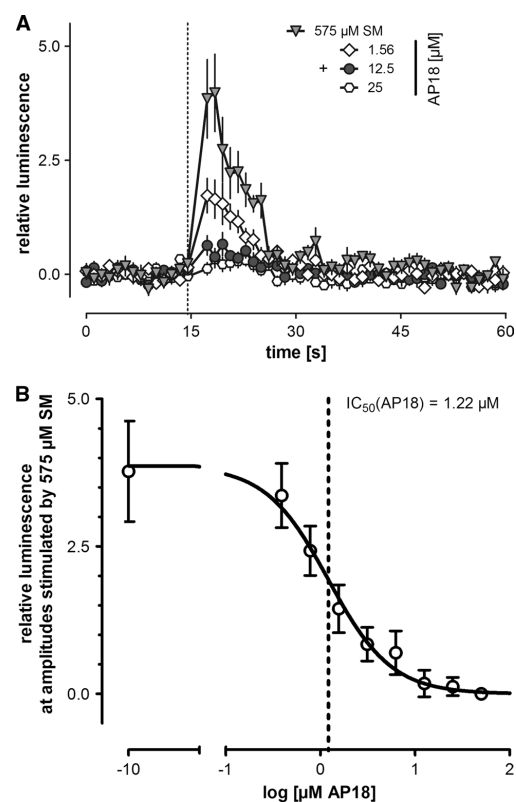 A
575 µM SM
1.56
+ 12.5
25
AP18 [µM]
relative luminescence
5.0
2.5
0.0
0 15 30 45 60
time [s]
B
IC50(AP18) = 1.22 µM
relative luminescence
at amplitudes stimulated by 575 µM SM
5.0
2.5
0.0
-10 -1 0 1 2
log [µM AP18]